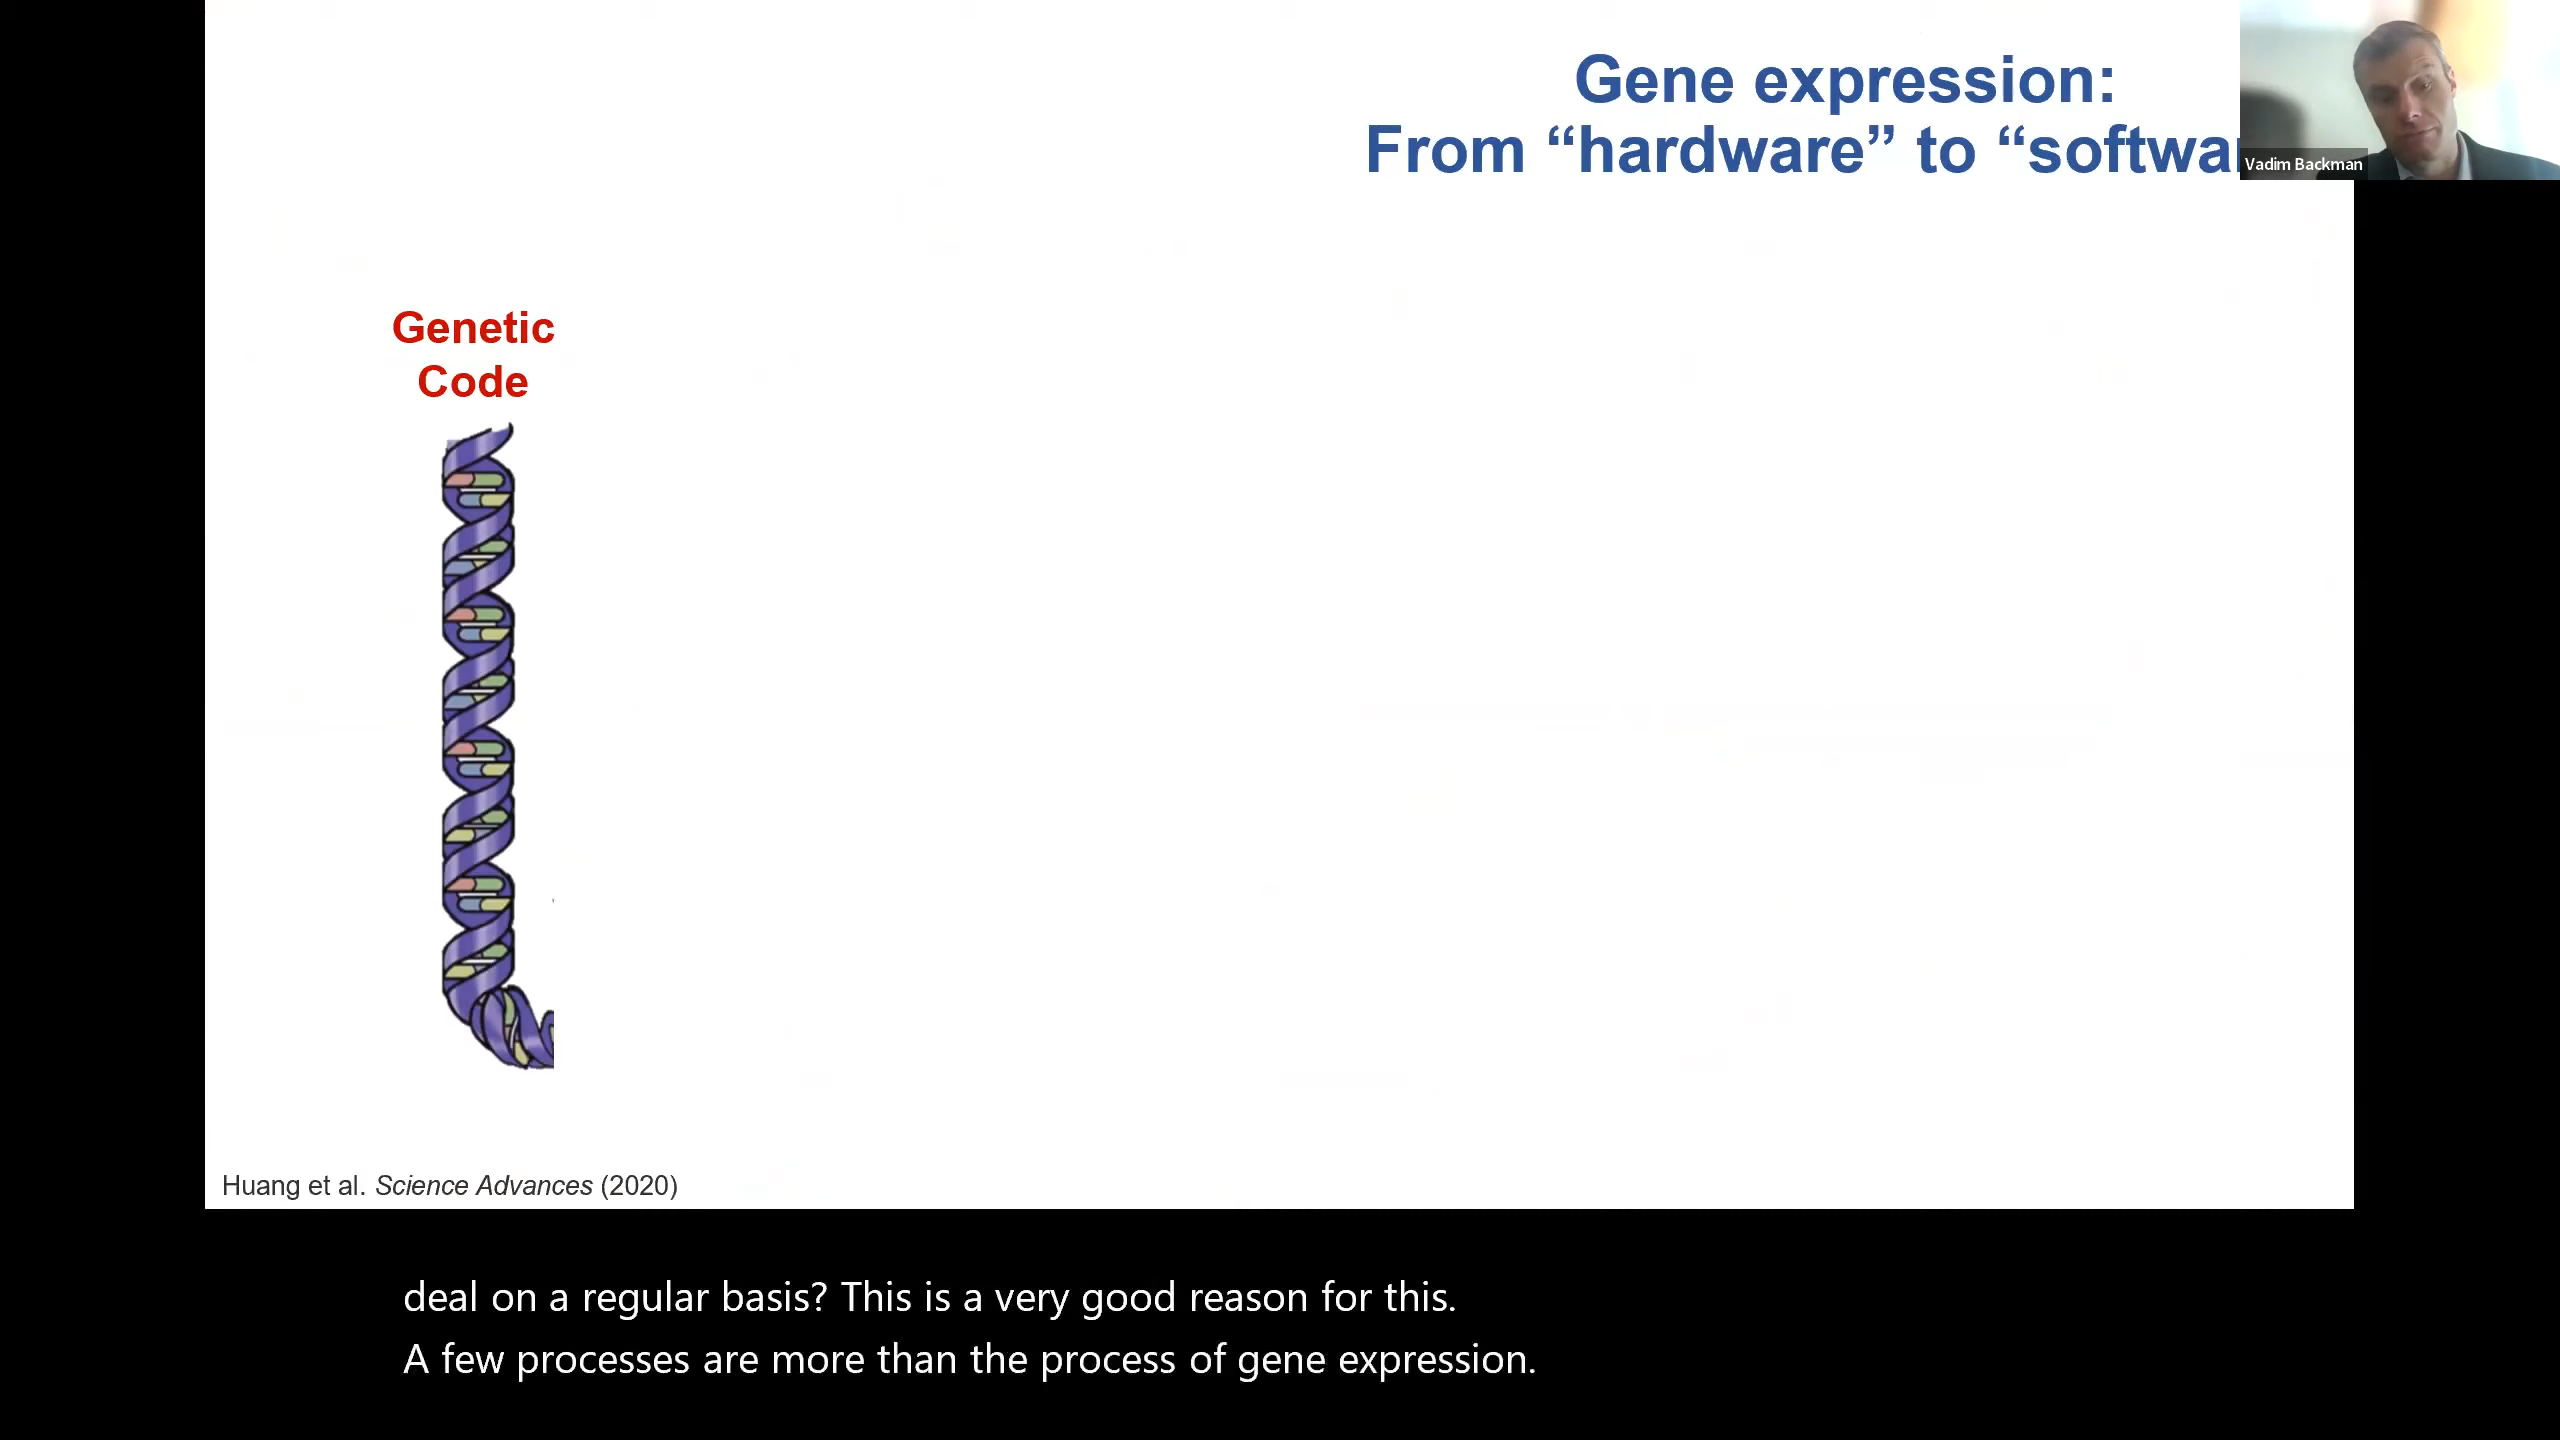 Gene expression:
From “hardware” to “softwar
Vadim Backman
Genetic
Code
Huang et al. Science Advances (2020)
deal on a regular basis? This is a very good reason for this.
A few processes are more than the process of gene expression.